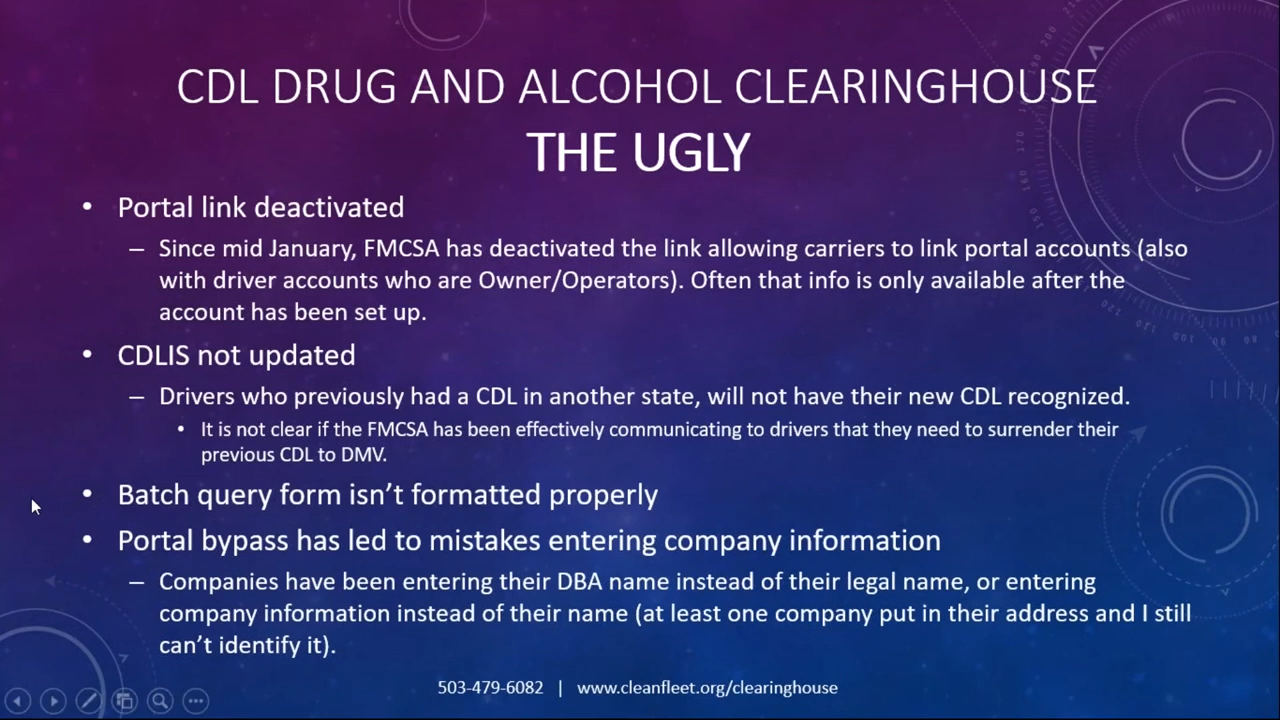 CDL DRUG AND ALCOHOL CLEARINGHOUSE
THE UGLY
• Portal link deactivated
– Since mid January, FMCSA has deactivated the link allowing carriers to link portal accounts (also
with driver accounts who are Owner/Operators). Often that info is only available after the
account has been set up.
• CDLIS not updated
– Drivers who previously had a CDL in another state, will not have their new CDL recognized.
• It is not clear if the FMCSA has been effectively communicating to drivers that they need to surrender their
previous CDL to DMV.
• Batch query form isn’t formatted properly
• Portal bypass has led to mistakes entering company information
– Companies have been entering their DBA name instead of their legal name, or entering
company information instead of their name (at least one company put in their address and I still
can’t identify it).
503-479-6082 | www.cleanfleet.org/clearinghouse